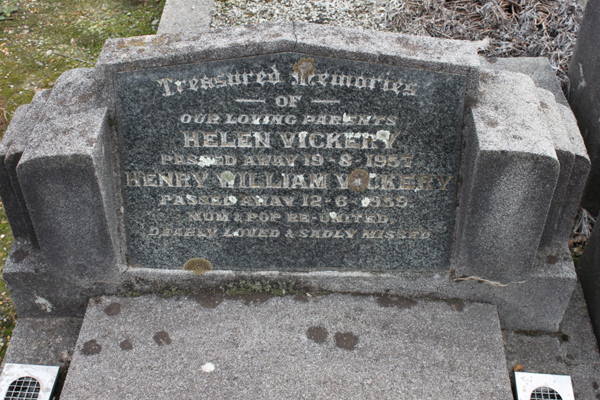 Treasured Memories
OF
OUR LOVING PARENTS
HELEN VICKERY
PASSED AWAY 19-8-1957
HENRY WILLIAM VICKERY
PASSED AWAY 12-6-1959.
MUM & POP RE-UNITED.
DEARLY LOVED & SADLY MISSED.